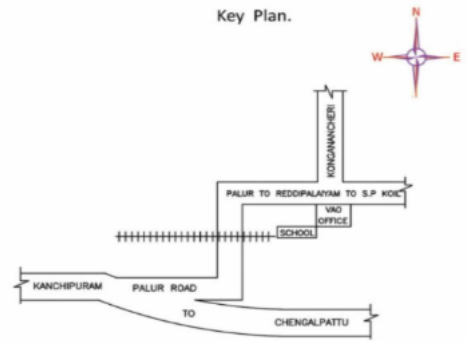 Key Plan.
N
W
E
KONGANANCHERI
PALUR TO REDDIPALAIYAM TO S.P KOIL
VAO
OFFICE
SCHOOL
KANCHIPURAM
PALUR ROAD
TO
CHENGALPATTU